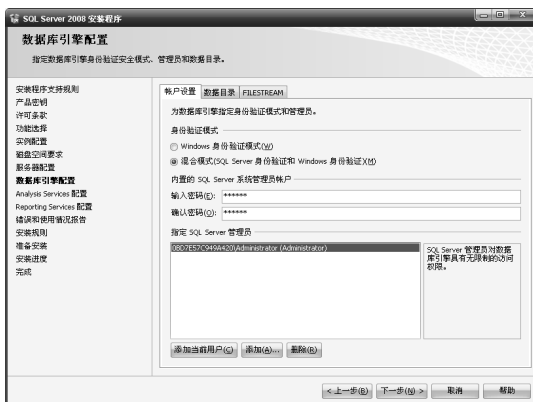 SQL Server 2008 安装程序
数据库引擎配置
指定数据库引擎身份验证安全模式、管理员和数据目录。
安装程序支持规则
产品密钥
许可条款
功能选择
实例配置
磁盘空间要求
服务器配置
数据库引擎配置
Analysis Services 配置
Reporting Services 配置
错误和使用情况报告
安装规则
准备安装
安装进度
完成
帐户设置 数据目录 FILESTREAM
为数据库引擎指定身份验证模式和管理员。
身份验证模式
Windows 身份验证模式(W)
混合模式(SQL Server 身份验证和 Windows 身份验证)(M)
内置的 SQL Server 系统管理员帐户
输入密码(E): ******
确认密码(O): ******
指定 SQL Server 管理员
0BD7E57C949A420\Administrator (Administrator)
SQL Server 管理员对数据
库引擎具有无限制的访问
权限。
添加当前用户(C) 添加(A)... 删除(R)
< 上一步(B) 下一步(N) > 取消 帮助